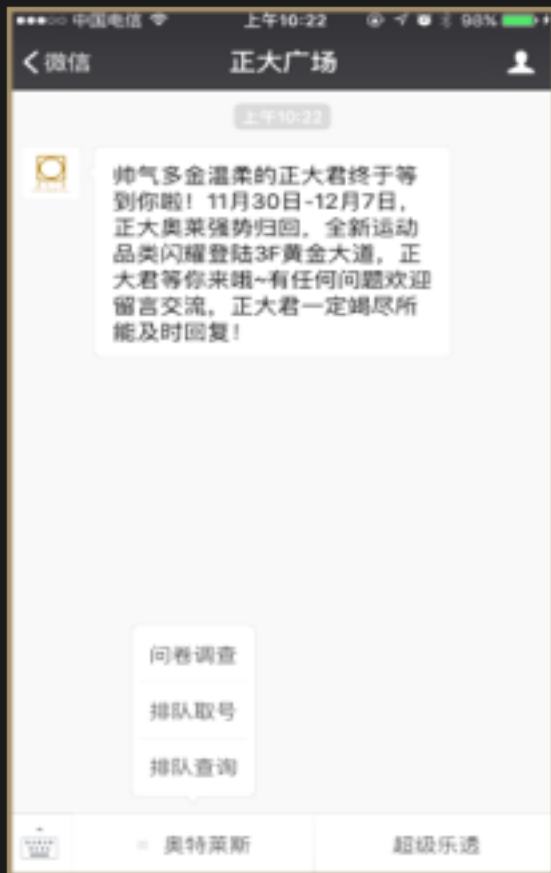 中国电信
上午10:22
98%
微信
正大广场
上午10:22
帅气多金温柔的正大君终于等
到你啦！11月30日-12月7日，
正大奥莱强势归回，全新运动
品类闪耀登陆3F黄金大道，正
大君等你来哦~有任何问题欢迎
留言交流，正大君一定竭尽所
能及时回复！
问卷调查
排队取号
排队查询
奥特莱斯
超级乐透